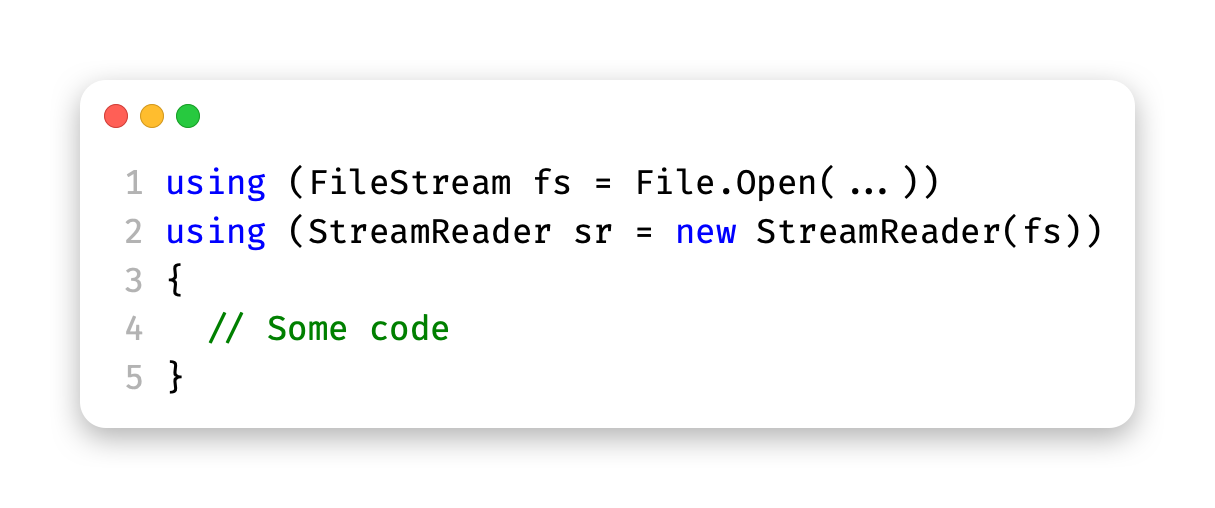 1 using (FileStream fs = File.Open(...))
2 using (StreamReader sr = new StreamReader(fs))
3 {
4   // Some code
5 }